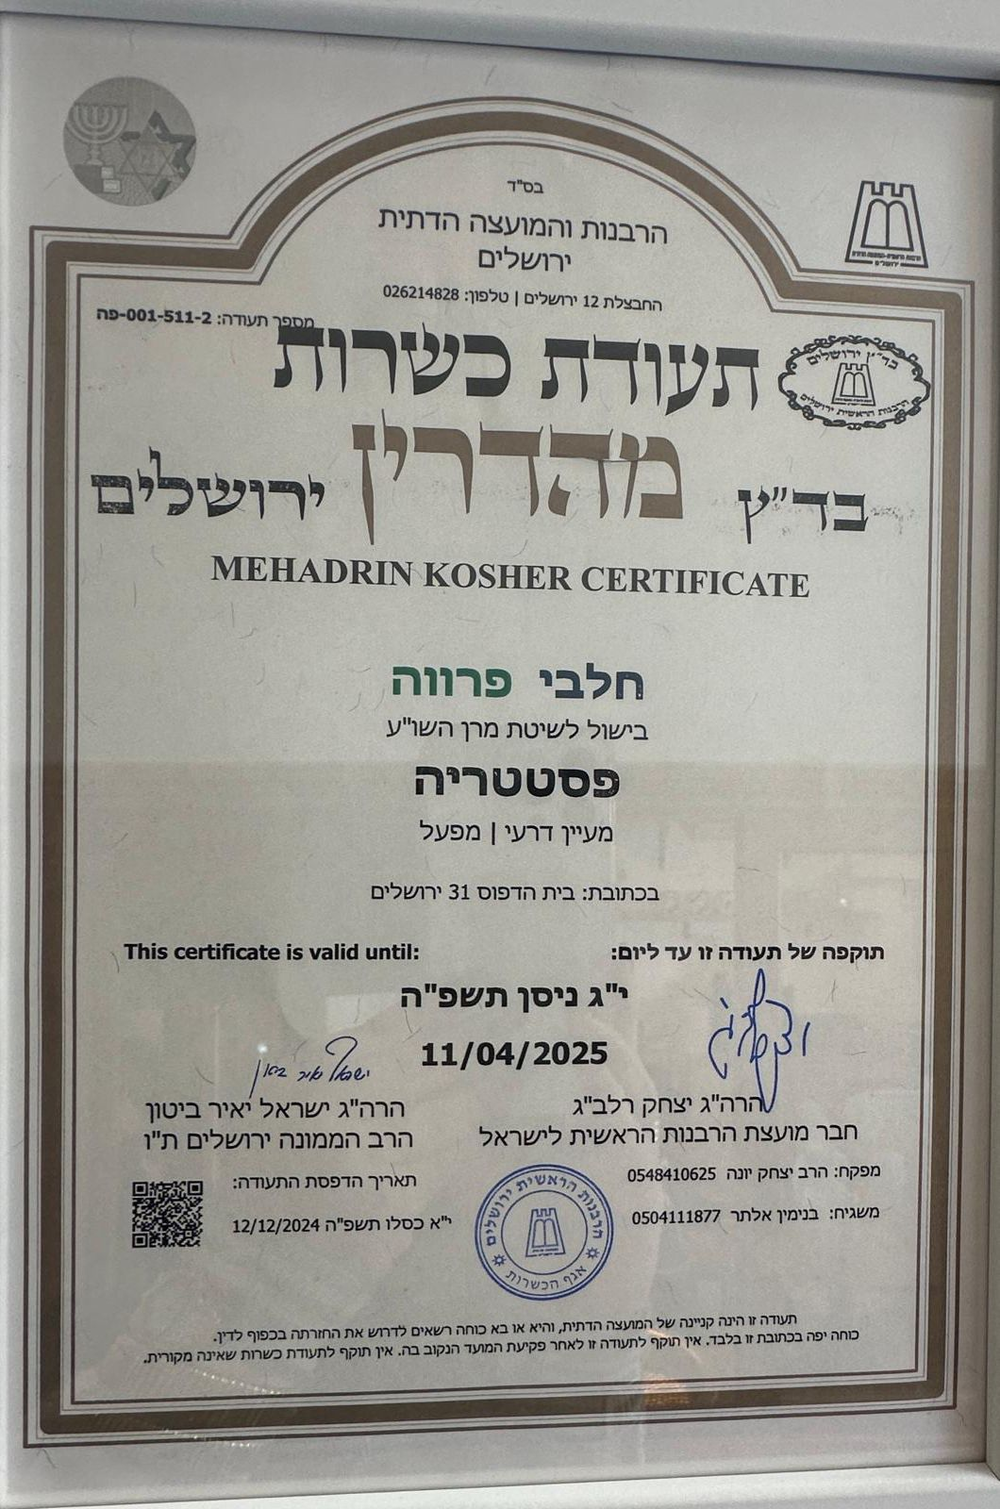 בס"ד
הרבנות והמועצה הדתית
ירושלים
החבצלת 12 ירושלים | טלפון: 026214828
מספר תעודה: 001-511-2-פה
תעודת כשרות
בד"ץ ירושלים
הרבנות הראשית ירושלים
בד"ץ מהדרין ירושלים
MEHADRIN KOSHER CERTIFICATE
חלבי פרווה
בישול לשיטת מרן השו"ע
פסטטריה
מעיין דרעי | מפעל
בכתובת: בית הדפוס 31 ירושלים
תוקפה של תעודה זו עד ליום:
This certificate is valid until:
י"ג ניסן תשפ"ה
11/04/2025
הרה"ג יצחק רלב"ג
חבר מועצת הרבנות הראשית לישראל
הרה"ג ישראל יאיר ביטון
הרב הממונה ירושלים ת"ו
מפקח: הרב יצחק יונה 0548410625
משגיח: בנימין אלתר 0504111877
הרבנות הראשית ירושלים
אגף הכשרות
תאריך הדפסת התעודה:
י"א כסלו תשפ"ה 12/12/2024
תעודה זו הינה קניינה של המועצה הדתית, והיא או בא כוחה רשאים לדרוש את החזרתה בכפוף לדין.
כוחה יפה בכתובת זו בלבד. אין תוקף לתעודה זו לאחר פקיעת המועד הנקוב בה. אין תוקף לתעודת כשרות שאינה מקורית.